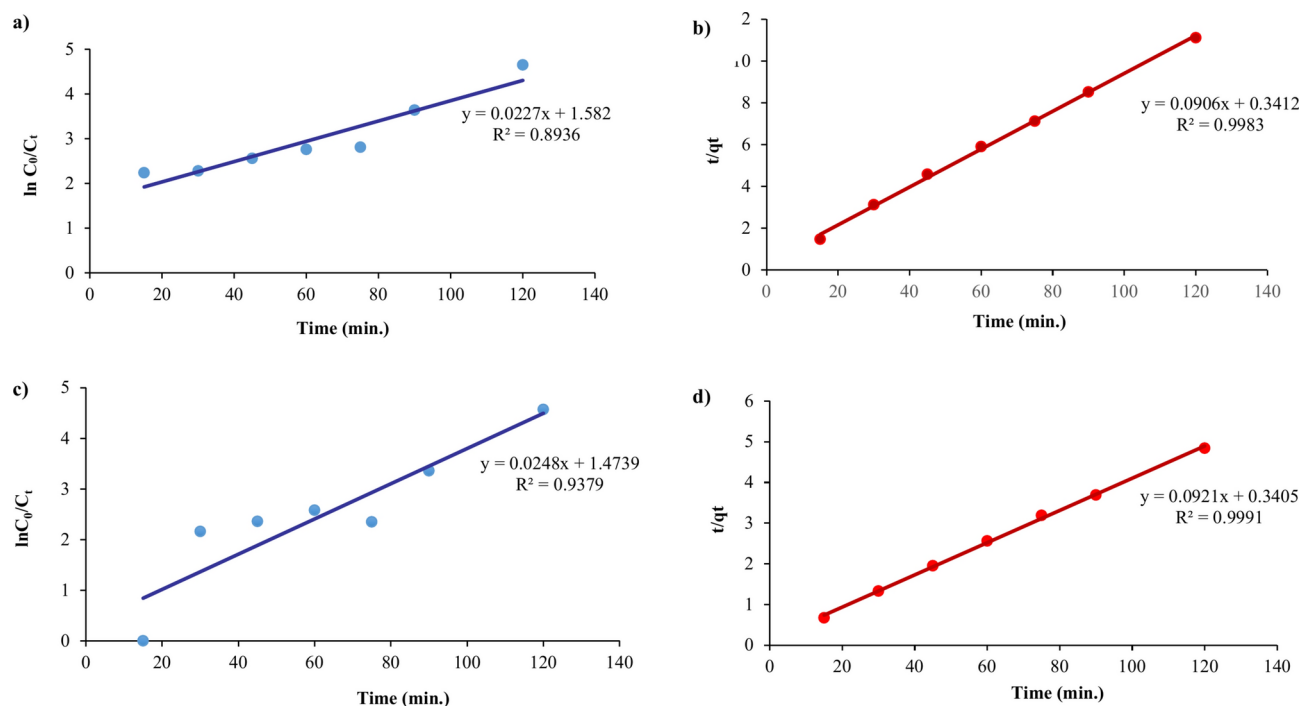 a)
5
4
3
2
1
0
ln C₀/Cₜ
y = 0.0227x + 1.582
R² = 0.8936
0 20 40 60 80 100 120 140
Time (min.)
b)
2
10
8
6
4
2
0
t/qt
y = 0.0906x + 0.3412
R² = 0.9983
0 20 40 60 80 100 120 140
Time (min.)
c)
5
4
3
2
1
0
lnC₀/Cₜ
y = 0.0248x + 1.4739
R² = 0.9379
0 20 40 60 80 100 120 140
Time (min.)
d)
6
5
4
3
2
1
0
t/qt
y = 0.0921x + 0.3405
R² = 0.9991
0 20 40 60 80 100 120 140
Time (min.)